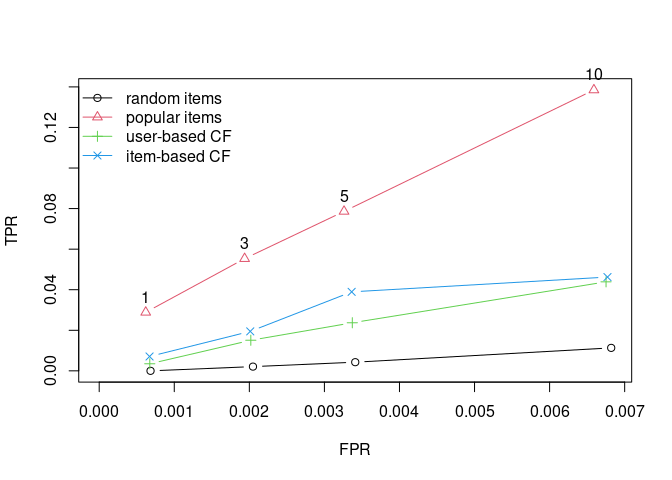 10
random items
popular items
user-based CF
item-based CF
5
3
1
0.12
0.08
0.04
0.00
TPR
0.000 0.001 0.002 0.003 0.004 0.005 0.006 0.007
FPR